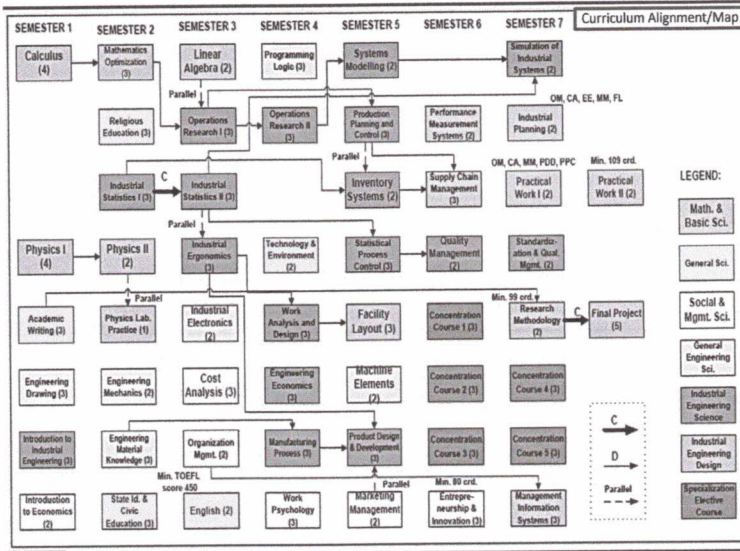 Curriculum Alignment/Map
SEMESTER 1
SEMESTER 2
SEMESTER 3
SEMESTER 4
SEMESTER 5
SEMESTER 6
SEMESTER 7
Calculus
(4)
Mathematics
Optimization
(3)
Linear
Algebra (2)
Programming
Logic (3)
Systems
Modelling (2)
Simulation of
Industrial
Systems (2)
Parallel
OM, CA, EE, MM, FL
Religious
Education (3)
Operations
Research I (3)
Operations
Research II
(3)
Production
Planning and
Control (3)
Performance
Measurement
Systems (2)
Industrial
Planning (2)
Parallel
OM, CA, MM, PDD, PPC
Min. 109 crd.
C
Industrial
Statistics I (3)
Industrial
Statistics II
(3)
Inventory
Systems (2)
Supply Chain
Management
(3)
Practical
Work I (2)
Practical
Work II (2)
Parallel
Physics I
(4)
Physics II
(2)
Industrial
Ergonomics
(3)
Technology &
Environment
(2)
Statistical
Process
Control (3)
Quality
Management
(2)
Standardiz-
ation & Qual.
Mgmt. (2)
Parallel
Min. 99 crd.
Academic
Writing (3)
Physics Lab.
Practice (1)
Industrial
Electronics
(2)
Work
Analysis and
Design (3)
Facility
Layout (3)
Concentration
Course 1 (3)
Research
Methodology
(2)
C
Final Project
(5)
Engineering
Drawing (3)
Engineering
Mechanics (2)
Cost
Analysis (3)
Engineering
Economics
(3)
Machine
Elements
(2)
Concentration
Course 2 (3)
Concentration
Course 4 (3)
Introduction to
Industrial
Engineering (3)
Engineering
Material
Knowledge (3)
Organization
Mgmt. (2)
Manufacturing
Process (3)
Product Design
& Development
(3)
Concentration
Course 3 (3)
Concentration
Course 5 (3)
Min. TOEFL
score 450
Parallel
Min. 80 crd.
Introduction
to Economics
(2)
State Id. &
Civic
Education (3)
English (2)
Work
Psychology
(3)
Marketing
Management
(2)
Entrepre-
neurship &
Innovation (3)
Management
Information
Systems (3)
LEGEND:
Math. &
Basic Sci.
General Sci.
Social &
Mgmt. Sci.
General
Engineering
Sci.
Industrial
Engineering
Science
Industrial
Engineering
Design
Specialization
Elective
Course
C
D
Parallel